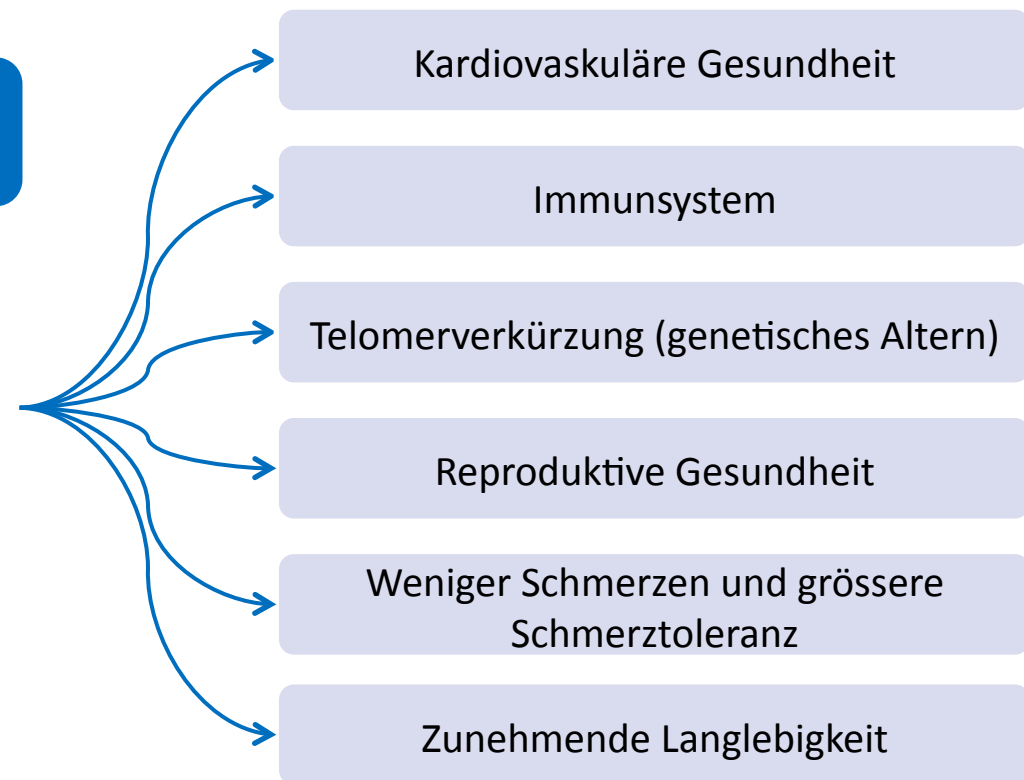 Kardiovaskuläre Gesundheit
Immunsystem
Telomerverkürzung (genetisches Altern)
Reproduktive Gesundheit
Weniger Schmerzen und grössere
Schmerztoleranz
Zunehmende Langlebigkeit